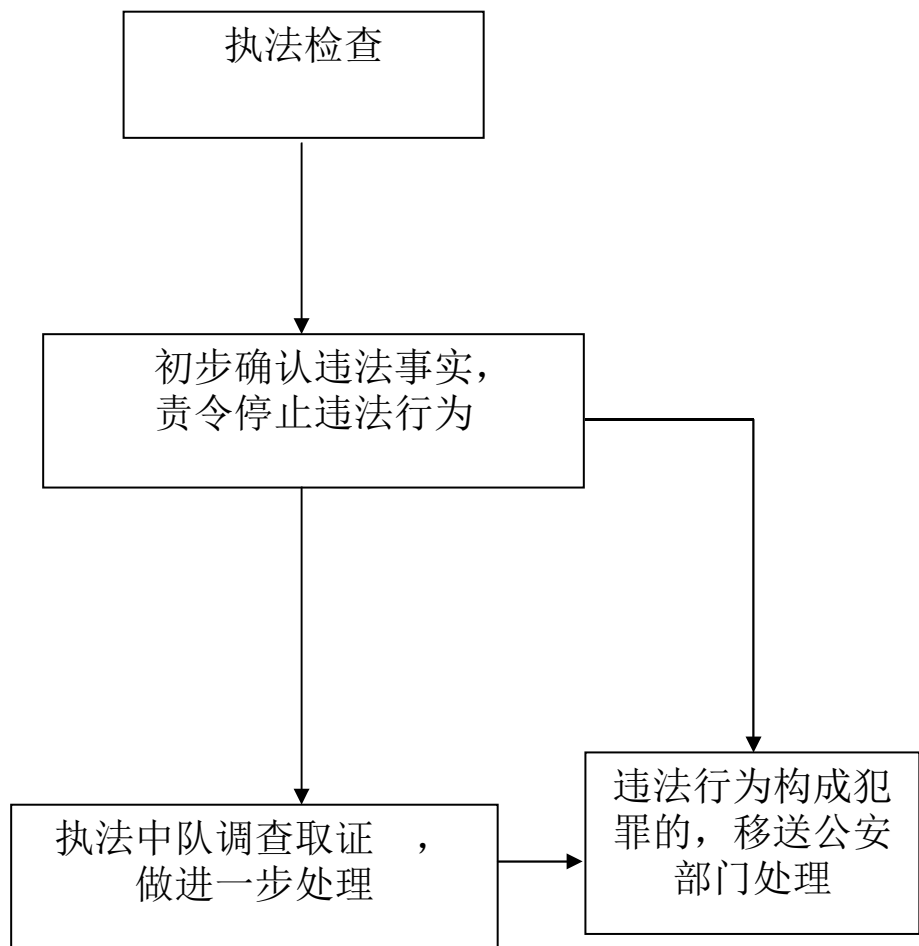 执法检查
初步确认违法事实，
责令停止违法行为
违法行为构成犯
罪的，移送公安
部门处理
执法中队调查取证 ，
做进一步处理